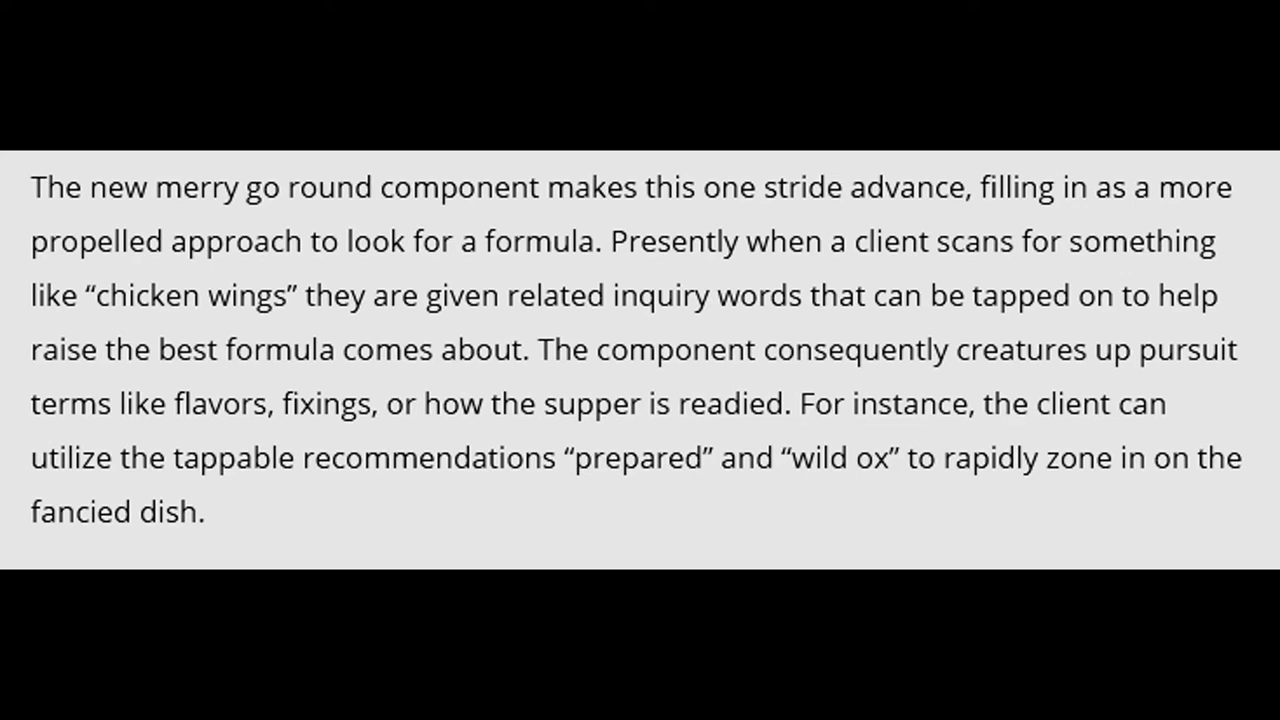 The new merry go round component makes this one stride advance, filling in as a more
propelled approach to look for a formula. Presently when a client scans for something
like “chicken wings” they are given related inquiry words that can be tapped on to help
raise the best formula comes about. The component consequently creatures up pursuit
terms like flavors, fixings, or how the supper is readied. For instance, the client can
utilize the tappable recommendations “prepared” and “wild ox” to rapidly zone in on the
fancied dish.